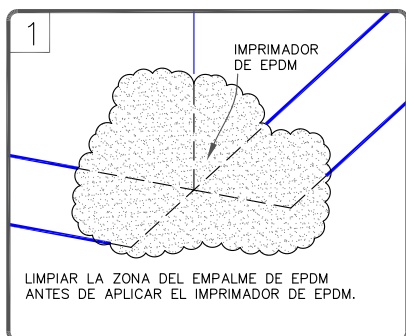 1
IMPRIMADOR
DE EPDM
LIMPIAR LA ZONA DEL EMPALME DE EPDM
ANTES DE APLICAR EL IMPRIMADOR DE EPDM.